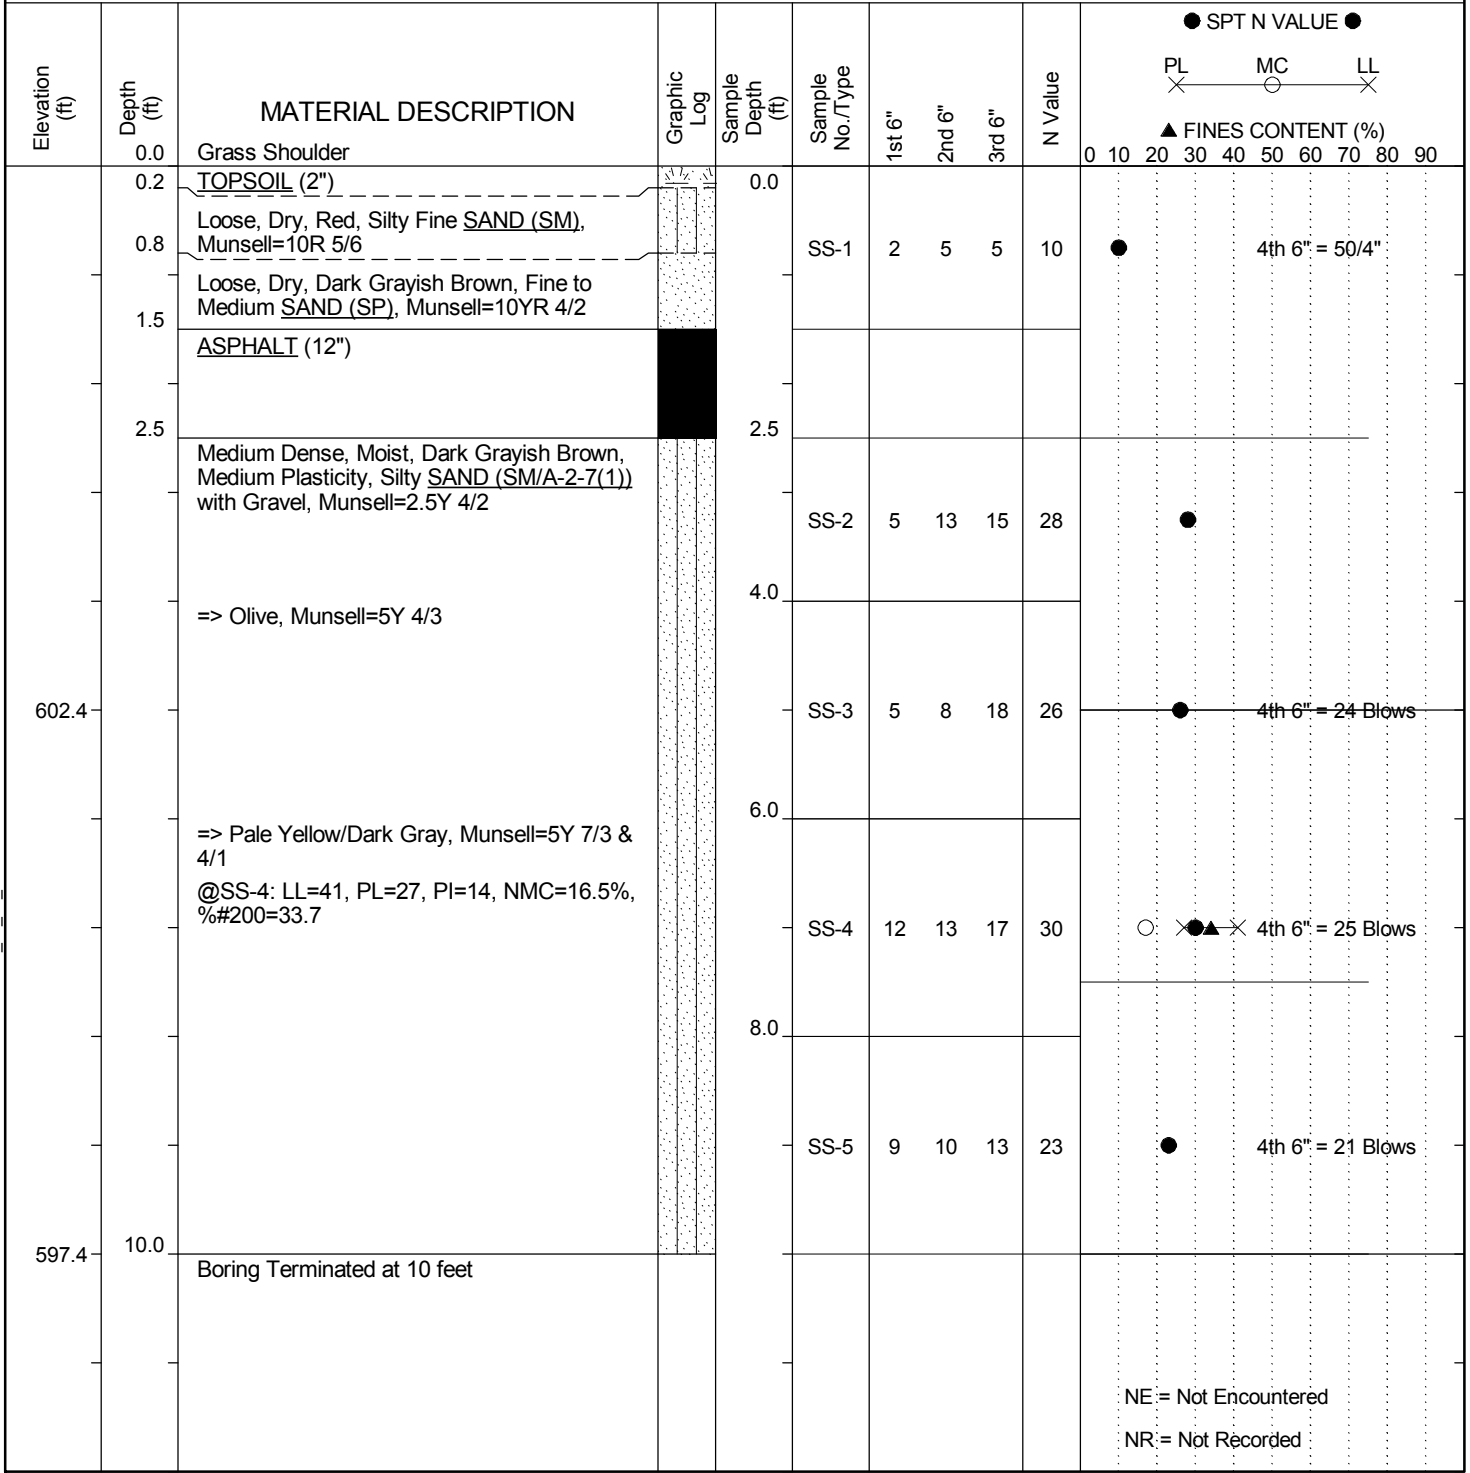 ● SPT N VALUE ●
PL MC LL
▲ FINES CONTENT (%)
Elevation
(ft)
Depth
(ft)
MATERIAL DESCRIPTION
Graphic
Log
Sample
Depth
(ft)
Sample
No./Type
1st 6"
2nd 6"
3rd 6"
N Value
0 10 20 30 40 50 60 70 80 90
0.0 Grass Shoulder
0.2 TOPSOIL (2") 0.0
Loose, Dry, Red, Silty Fine SAND (SM),
0.8 Munsell=10R 5/6
SS-1 2 5 5 10 4th 6" = 50/4"
Loose, Dry, Dark Grayish Brown, Fine to
Medium SAND (SP), Munsell=10YR 4/2
1.5
ASPHALT (12")
2.5 2.5
Medium Dense, Moist, Dark Grayish Brown,
Medium Plasticity, Silty SAND (SM/A-2-7(1))
with Gravel, Munsell=2.5Y 4/2
SS-2 5 13 15 28
4.0
=> Olive, Munsell=5Y 4/3
602.4 SS-3 5 8 18 26 4th 6" = 24 Blows
6.0
=> Pale Yellow/Dark Gray, Munsell=5Y 7/3 &
4/1
@SS-4: LL=41, PL=27, PI=14, NMC=16.5%,
%#200=33.7
SS-4 12 13 17 30 4th 6" = 25 Blows
8.0
SS-5 9 10 13 23 4th 6" = 21 Blows
597.4 10.0
Boring Terminated at 10 feet
NE = Not Encountered
NR = Not Recorded